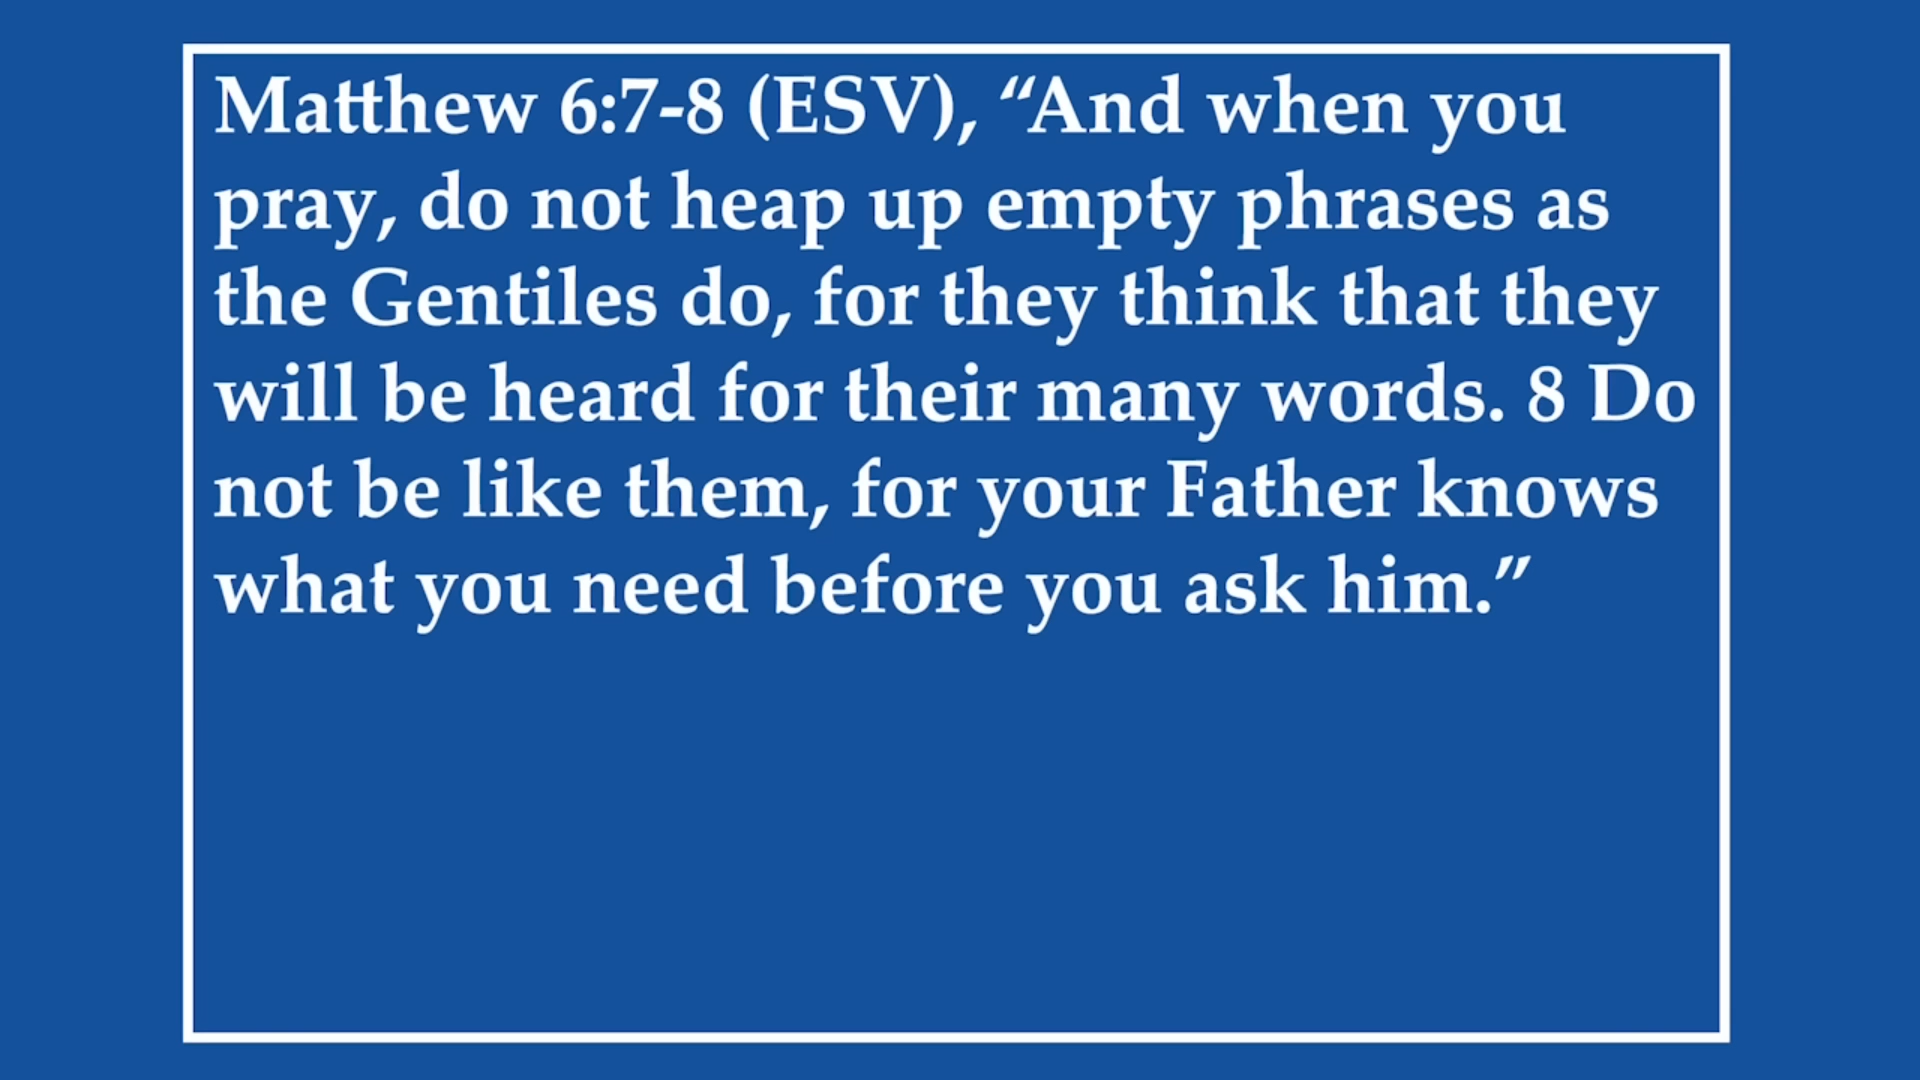 Matthew 6:7-8 (ESV), “And when you
pray, do not heap up empty phrases as
the Gentiles do, for they think that they
will be heard for their many words. 8 Do
not be like them, for your Father knows
what you need before you ask him.”